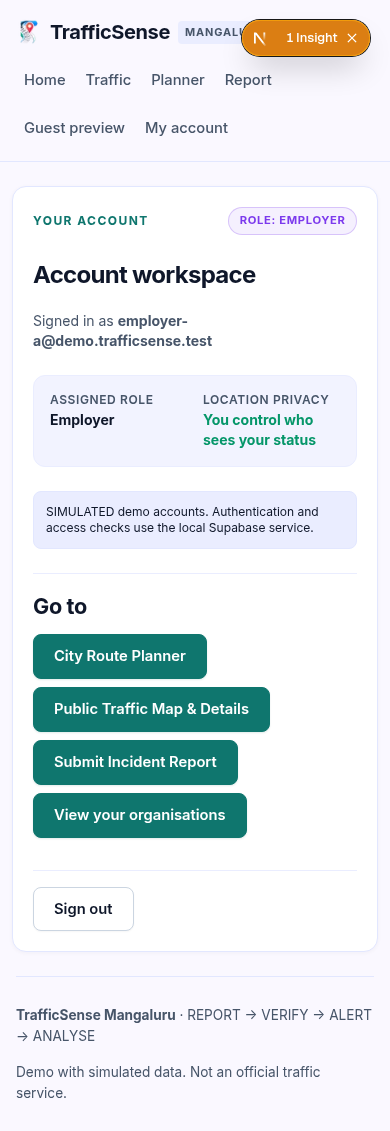 TrafficSense
1 Insight
Home Traffic Planner Report
Guest preview My account
YOUR ACCOUNT ROLE: EMPLOYER
Account workspace
Signed in as employer-
a@demo.trafficsense.test
ASSIGNED ROLE LOCATION PRIVACY
Employer You control who
sees your status
SIMULATED demo accounts. Authentication and
access checks use the local Supabase service.
Go to
City Route Planner
Public Traffic Map & Details
Submit Incident Report
View your organisations
Sign out
TrafficSense Mangaluru · REPORT → VERIFY → ALERT
→ ANALYSE
Demo with simulated data. Not an official traffic
service.